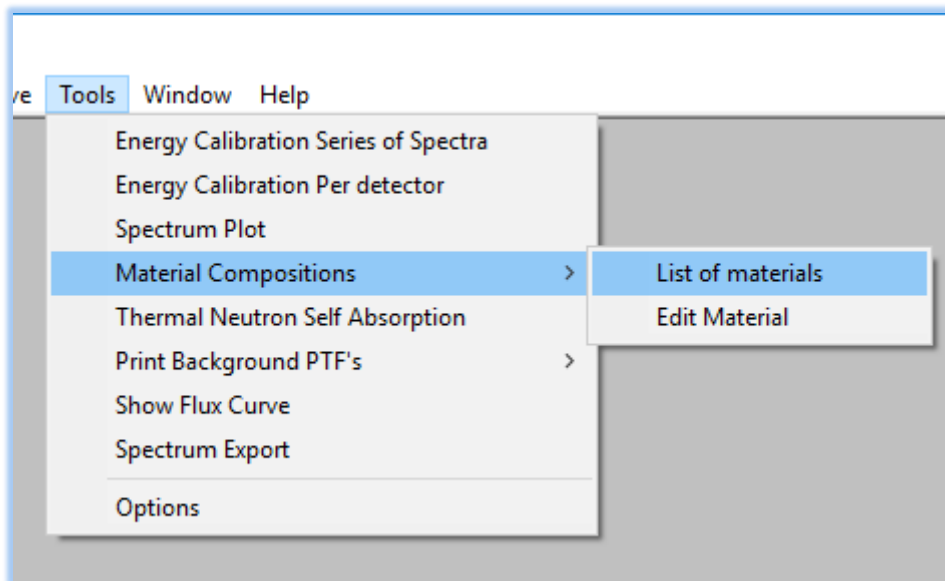 ve Tools Window Help
Energy Calibration Series of Spectra
Energy Calibration Per detector
Spectrum Plot
Material Compositions > List of materials
Thermal Neutron Self Absorption Edit Material
Print Background PTF's >
Show Flux Curve
Spectrum Export
Options